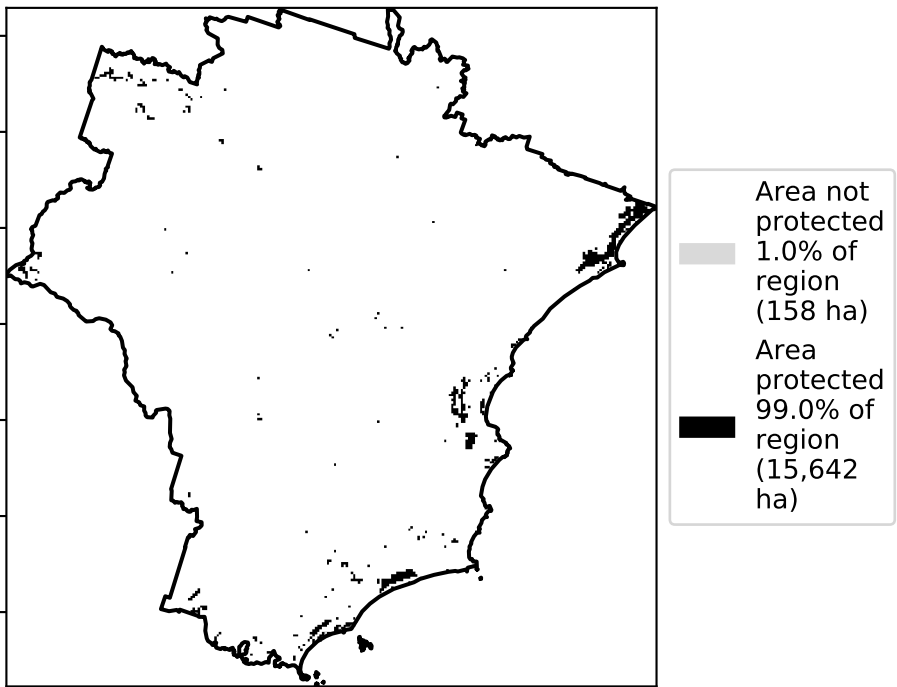 Area not
protected
1.0% of
region
(158 ha)
Area
protected
99.0% of
region
(15,642
ha)